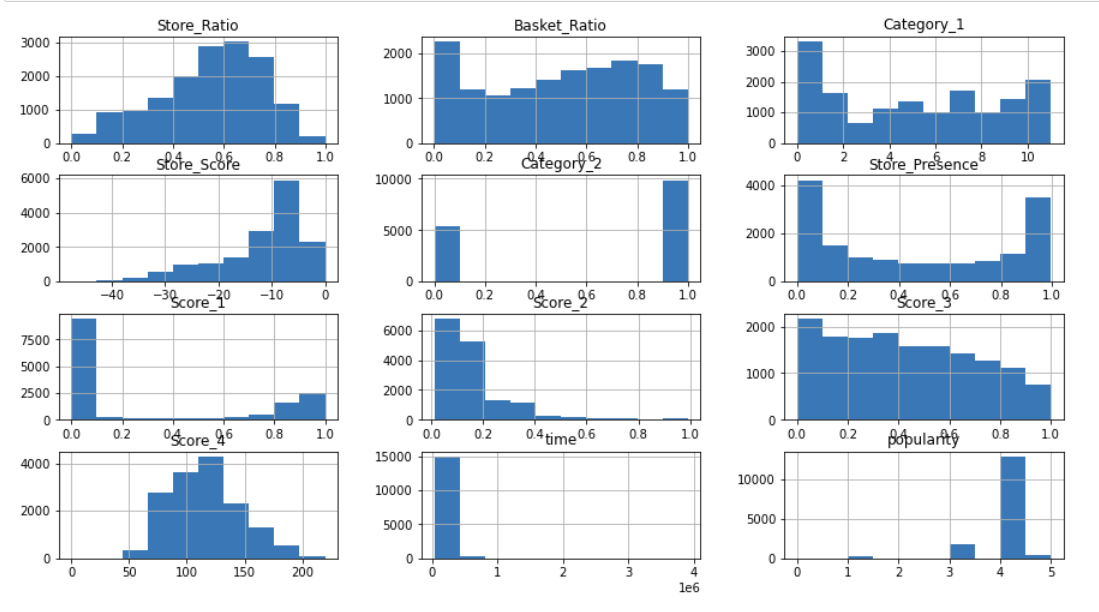 Store_Ratio
3000
2000
1000
0
0.0 0.2 0.4 0.6 0.8 1.0
Basket_Ratio
2000
1000
0
0.0 0.2 0.4 0.6 0.8 1.0
Category_1
3000
2000
1000
0
0 2 4 6 8 10
Store_Score
6000
4000
2000
0
−40 −30 −20 −10 0
Category_2
10000
5000
0
0.0 0.2 0.4 0.6 0.8 1.0
Store_Presence
4000
2000
0
0.0 0.2 0.4 0.6 0.8 1.0
Score_1
7500
5000
2500
0
0.0 0.2 0.4 0.6 0.8 1.0
Score_2
6000
4000
2000
0
0.0 0.2 0.4 0.6 0.8 1.0
Score_3
2000
1000
0
0.0 0.2 0.4 0.6 0.8 1.0
Score_4
4000
2000
0
0 50 100 150 200
time
15000
10000
5000
0
0 1 2 3 4
1e6
popularity
10000
5000
0
0 1 2 3 4 5